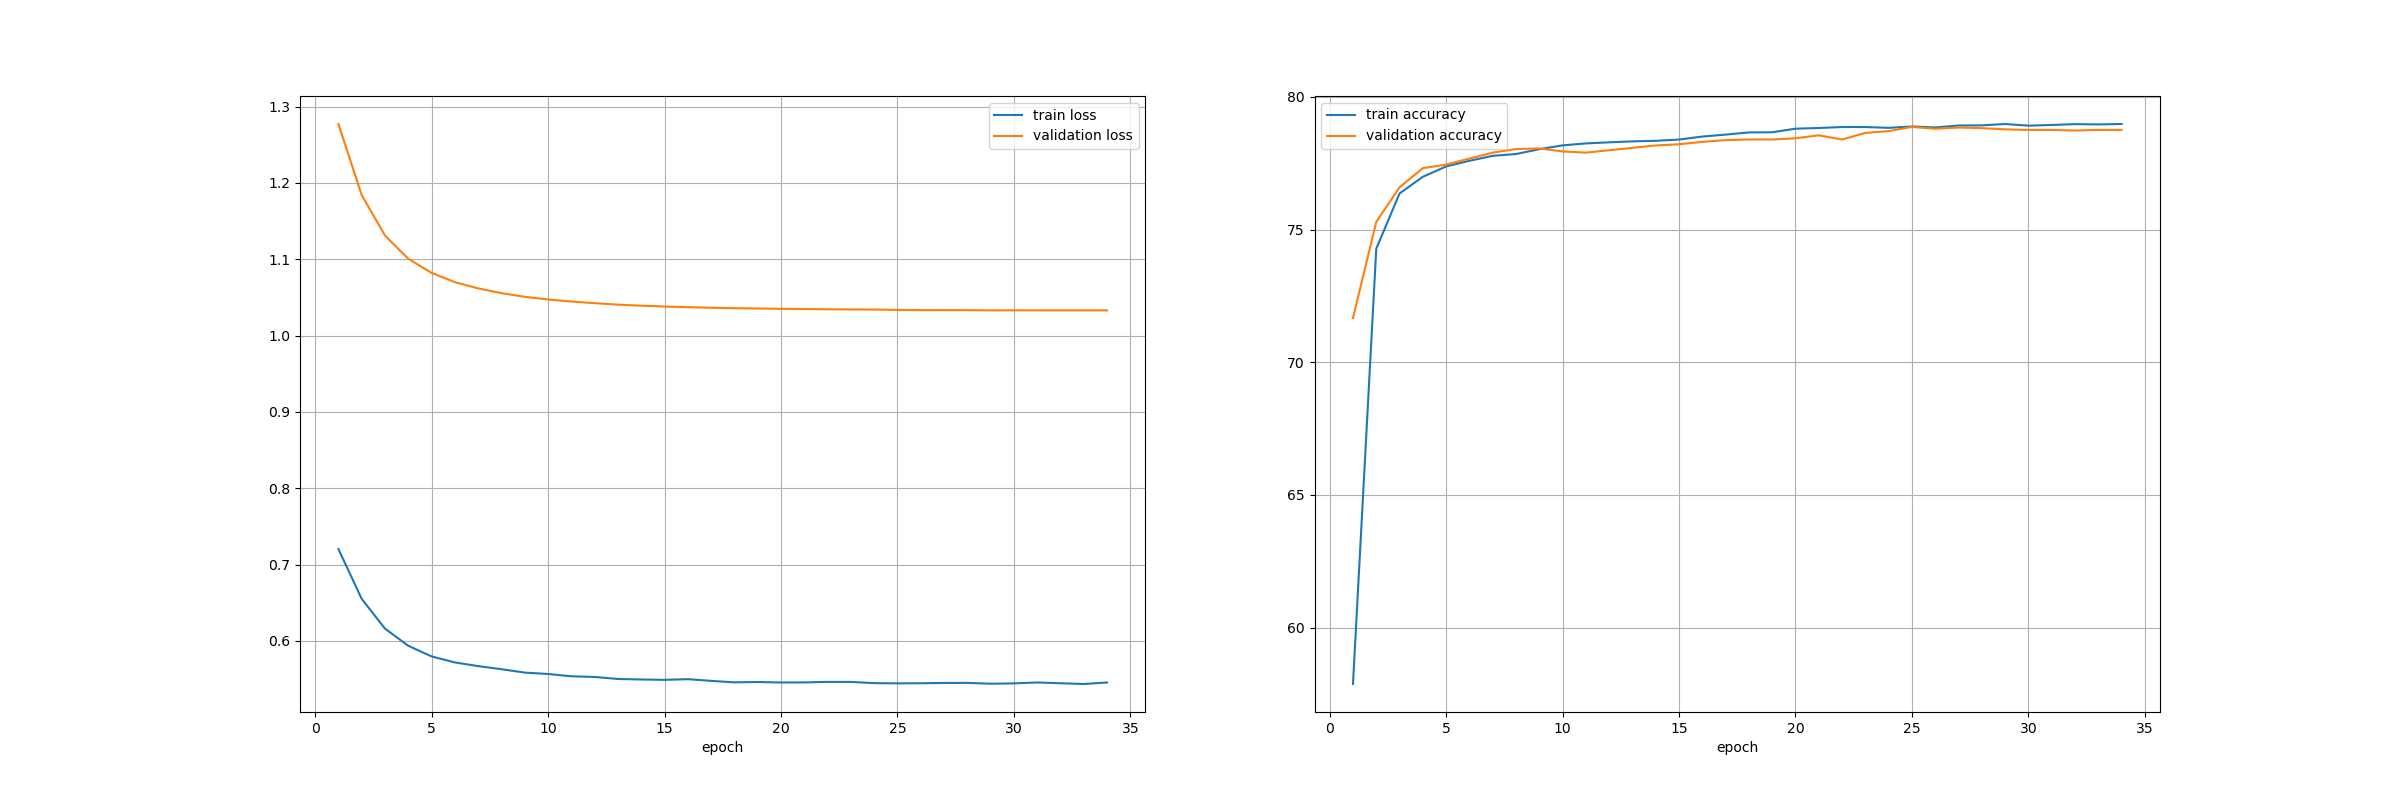 train loss
validation loss
1.3
1.2
1.1
1.0
0.9
0.8
0.7
0.6
0 5 10 15 20 25 30 35
epoch
train accuracy
validation accuracy
80
75
70
65
60
0 5 10 15 20 25 30 35
epoch